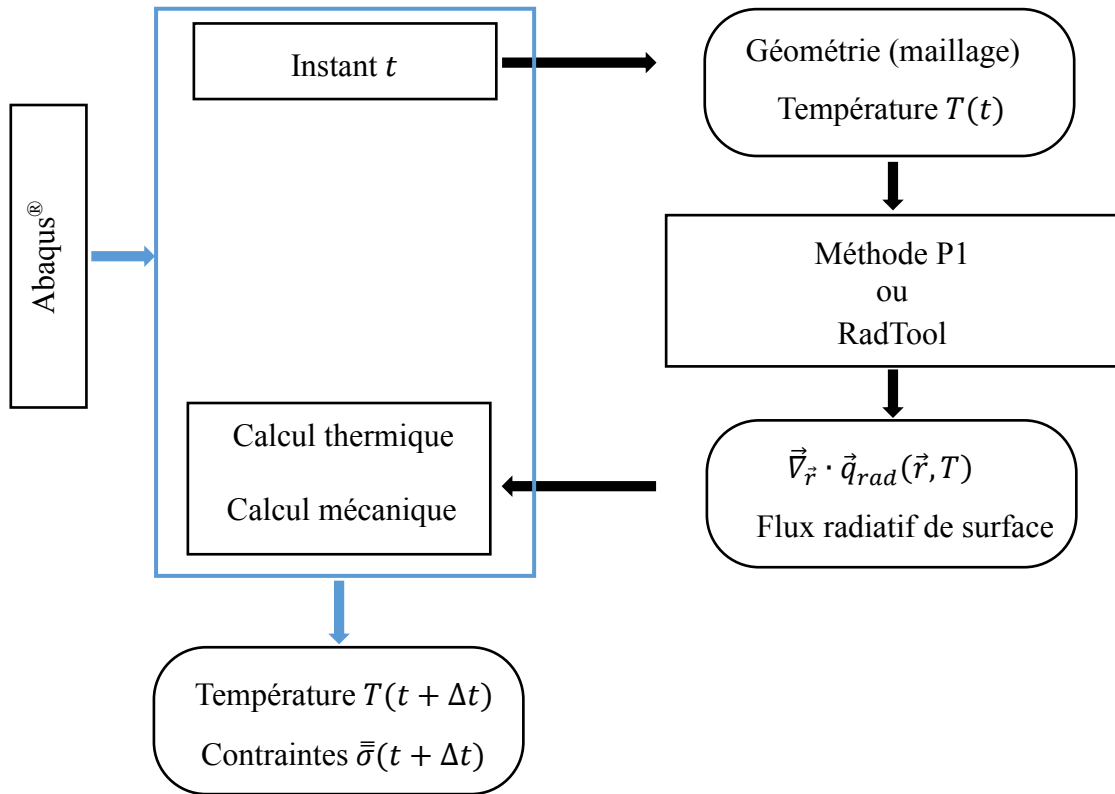 Abaqus®
Instant 𝑡
Géométrie (maillage)
Température 𝑇(𝑡)
Méthode P1
ou
RadTool
∇⃗_r⃗ · q⃗_rad(r⃗, T)
Flux radiatif de surface
Calcul thermique
Calcul mécanique
Température 𝑇(𝑡 + Δ𝑡)
Contraintes σ̿(𝑡 + Δ𝑡)